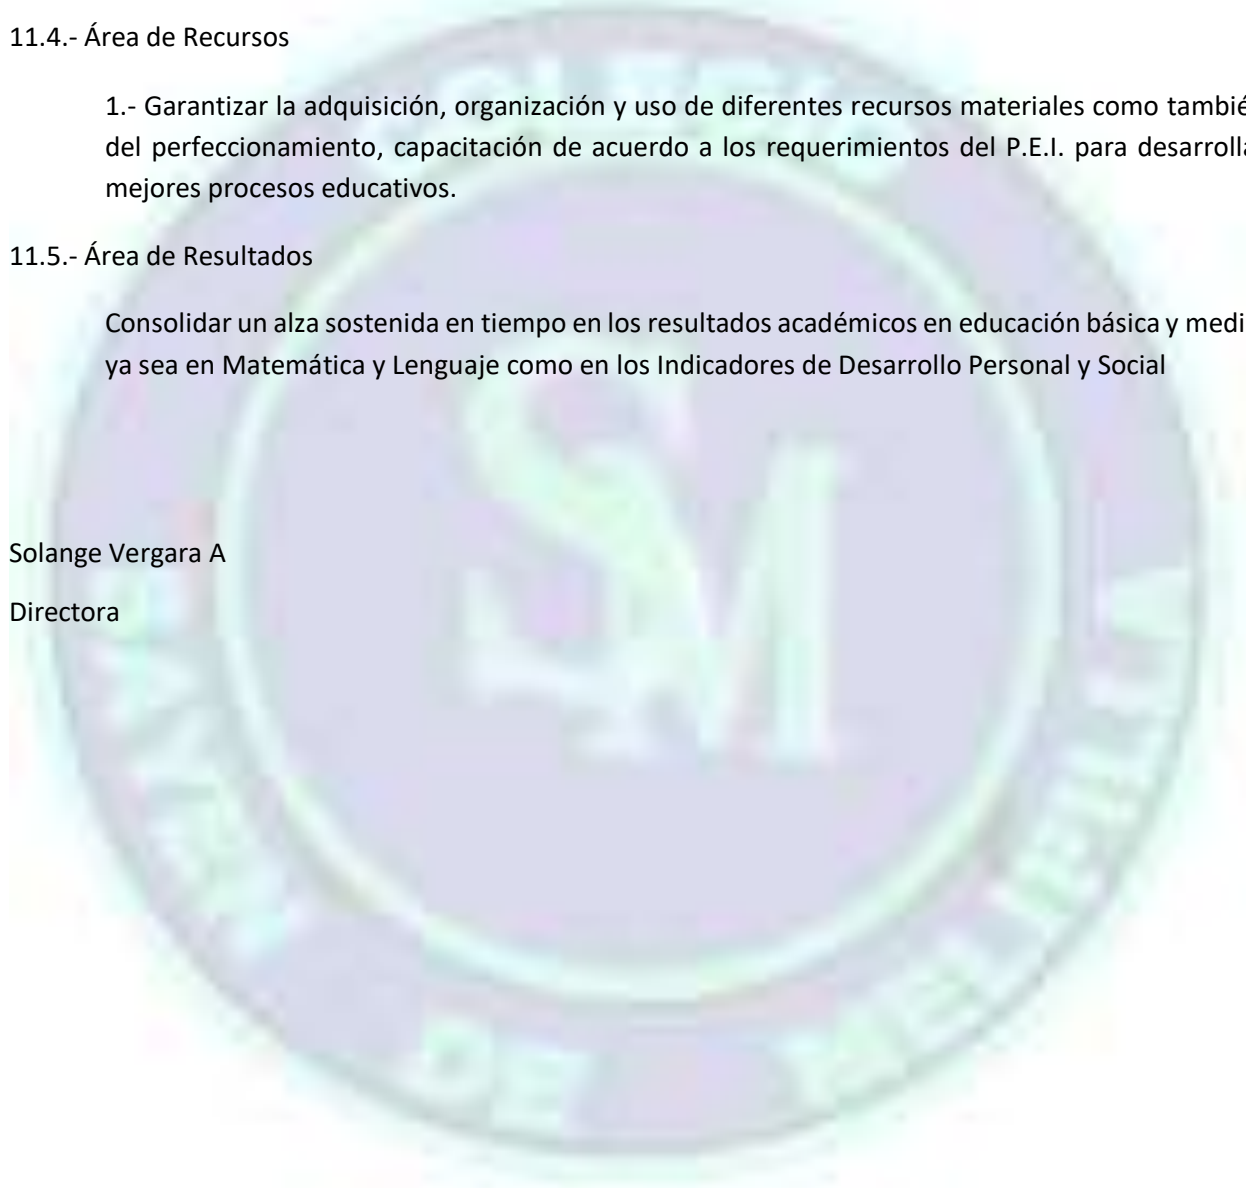 11.4.- Área de Recursos
1.- Garantizar la adquisición, organización y uso de diferentes recursos materiales como tambié
del perfeccionamiento, capacitación de acuerdo a los requerimientos del P.E.I. para desarrolla
mejores procesos educativos.
11.5.- Área de Resultados
Consolidar un alza sostenida en tiempo en los resultados académicos en educación básica y medi
ya sea en Matemática y Lenguaje como en los Indicadores de Desarrollo Personal y Social
Solange Vergara A
Directora
SM
DE